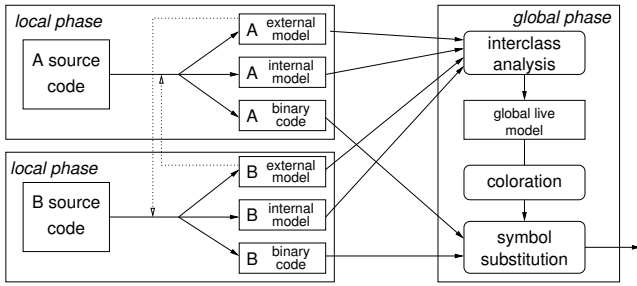 local phase
A source
code
A external
model
A internal
model
A binary
code
local phase
B source
code
B external
model
B internal
model
B binary
code
global phase
interclass
analysis
global live
model
coloration
symbol
substitution